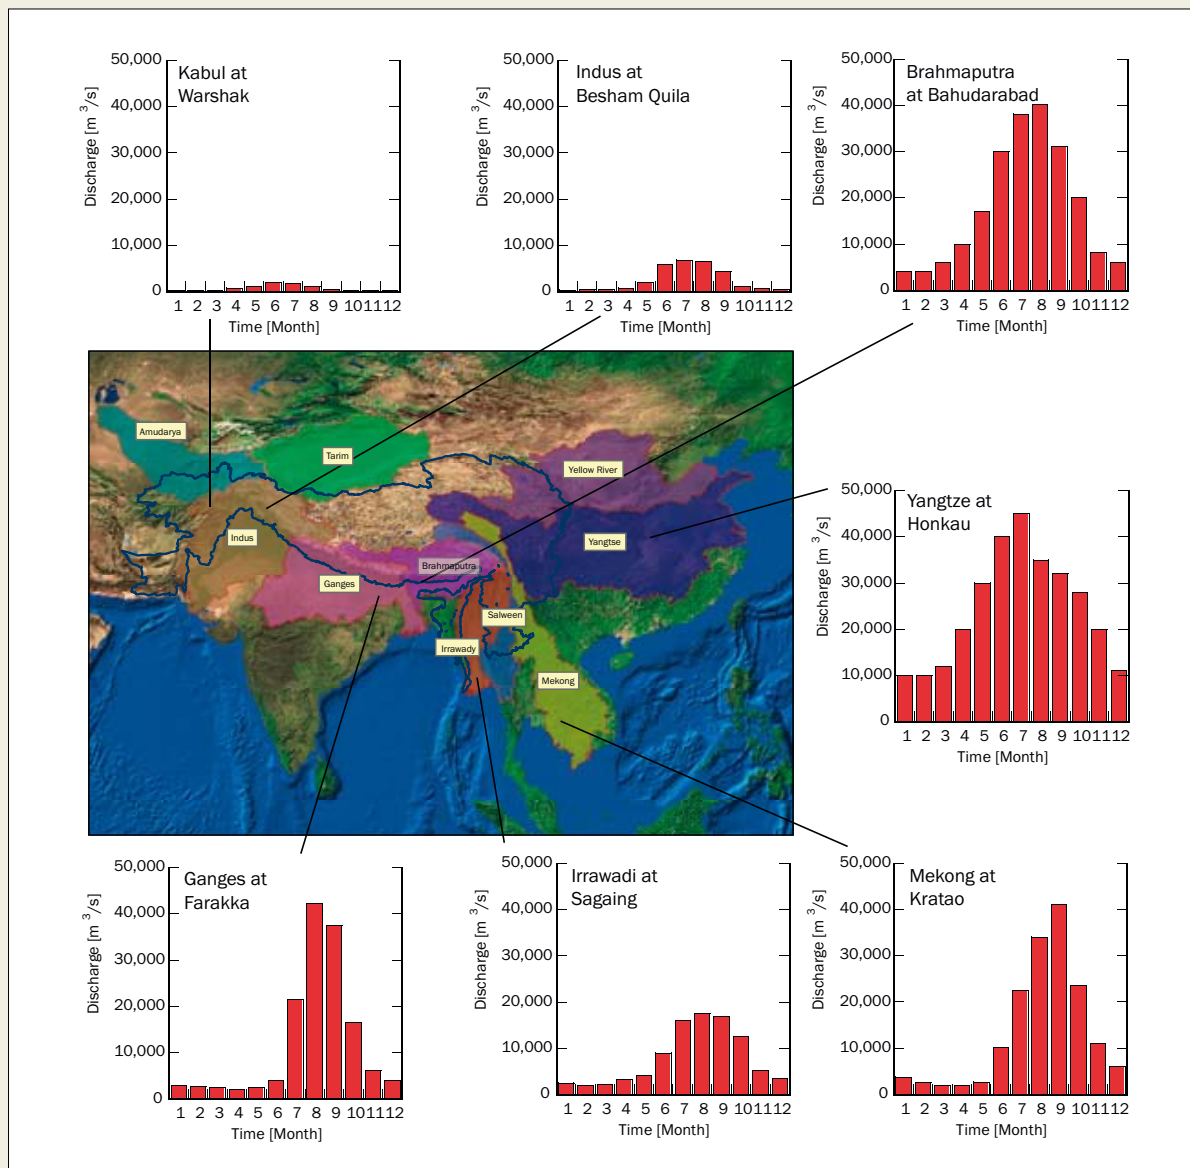 50,000
40,000
30,000
20,000
10,000
0
Discharge [m³/s]
Kabul at
Warshak
1 2 3 4 5 6 7 8 9 10 11 12
Time [Month]
50,000
40,000
30,000
20,000
10,000
0
Discharge [m³/s]
Indus at
Besham Quila
1 2 3 4 5 6 7 8 9 10 11 12
Time [Month]
50,000
40,000
30,000
20,000
10,000
0
Discharge [m³/s]
Brahmaputra
at Bahudarabad
1 2 3 4 5 6 7 8 9 10 11 12
Time [Month]
Amudarya
Tarim
Yellow River
Indus
Yangtse
Brahmaputra
Ganges
Salween
Irrawady
Mekong
50,000
40,000
30,000
20,000
10,000
0
Discharge [m³/s]
Yangtze at
Honkau
1 2 3 4 5 6 7 8 9 10 11 12
Time [Month]
50,000
40,000
30,000
20,000
10,000
0
Discharge [m³/s]
Ganges at
Farakka
1 2 3 4 5 6 7 8 9 10 11 12
Time [Month]
50,000
40,000
30,000
20,000
10,000
0
Discharge [m³/s]
Irrawadi at
Sagaing
1 2 3 4 5 6 7 8 9 10 11 12
Time [Month]
50,000
40,000
30,000
20,000
10,000
0
Discharge [m³/s]
Mekong at
Kratao
1 2 3 4 5 6 7 8 9 10 11 12
Time [Month]